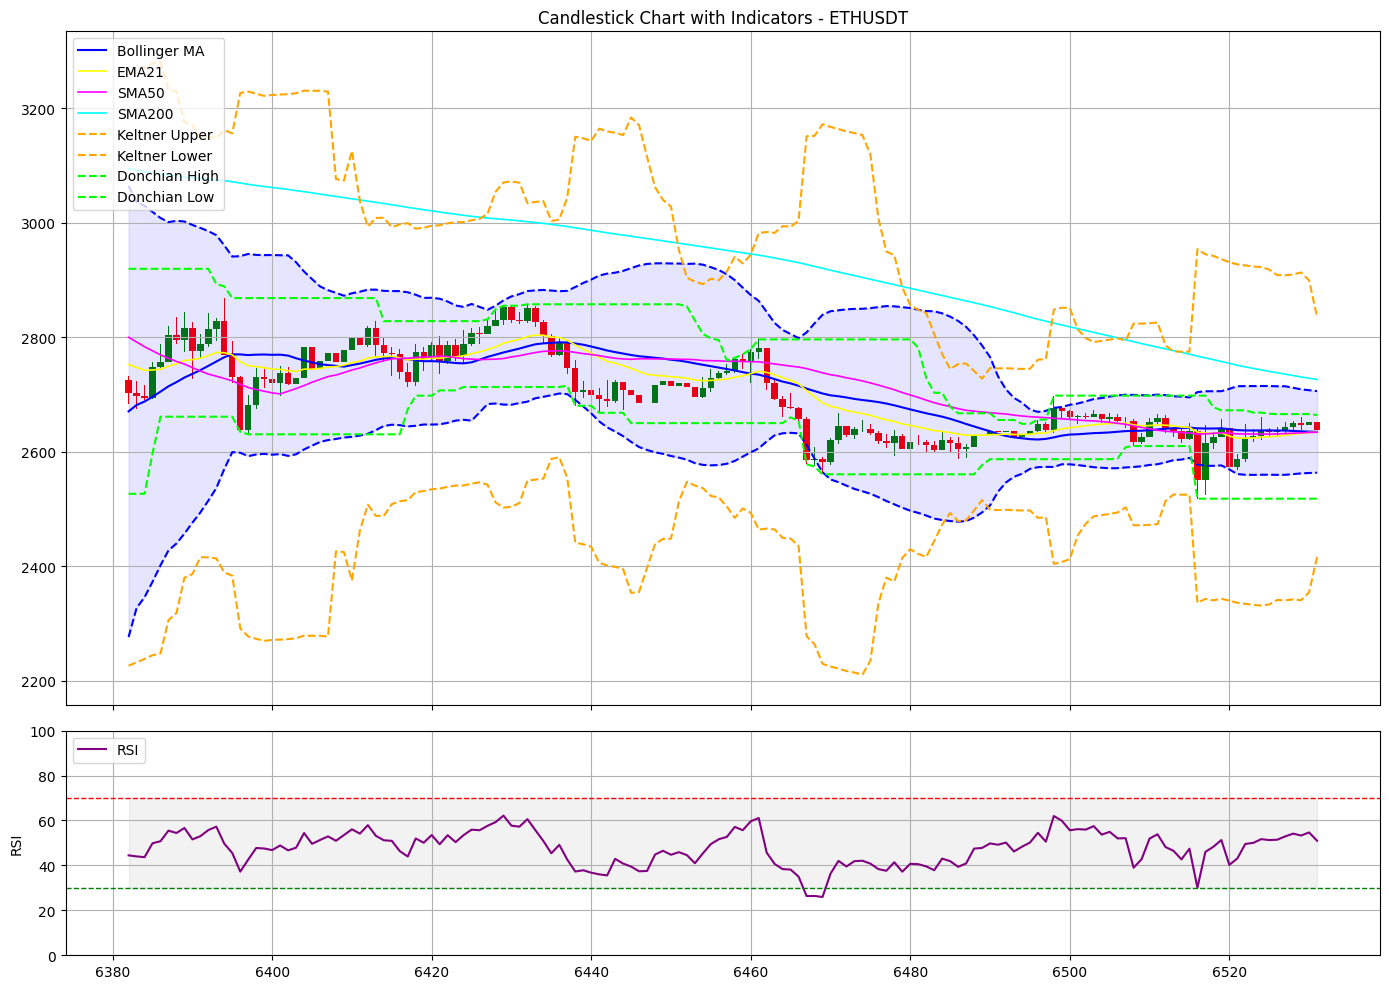 Candlestick Chart with Indicators - ETHUSDT
Bollinger MA
EMA21
SMA50
SMA200
Keltner Upper
Keltner Lower
Donchian High
Donchian Low
3200
3000
2800
2600
2400
2200
RSI
100
80
60
40
20
0
RSI
6380 6400 6420 6440 6460 6480 6500 6520